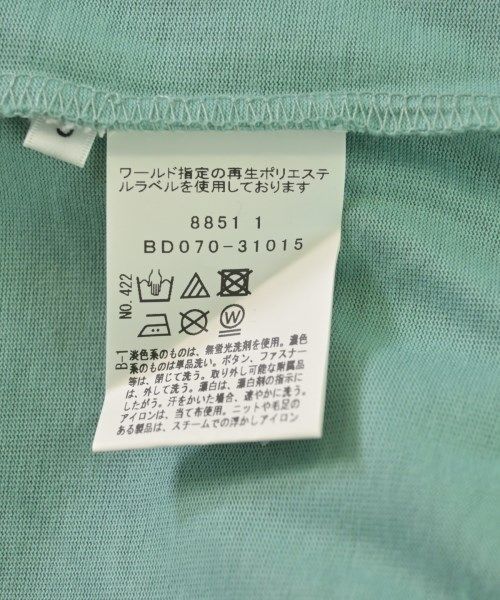 ワールド指定の再生ポリエステ
ルラベルを使用しております
8851 1
BD070-31015
NO.422
W
B-1
淡色系のものは、無蛍光洗剤を使用。濃色
系のものは単品洗い。ボタン、ファスナー
等は、閉じて洗う。取り外し可能な附属品
は、外して洗う。漂白は、漂白剤の指示に
したがう。汗をかいた場合、速やかに洗う。
アイロンは、当て布使用。ニットや毛足の
ある製品は、スチームでの浮かしアイロン